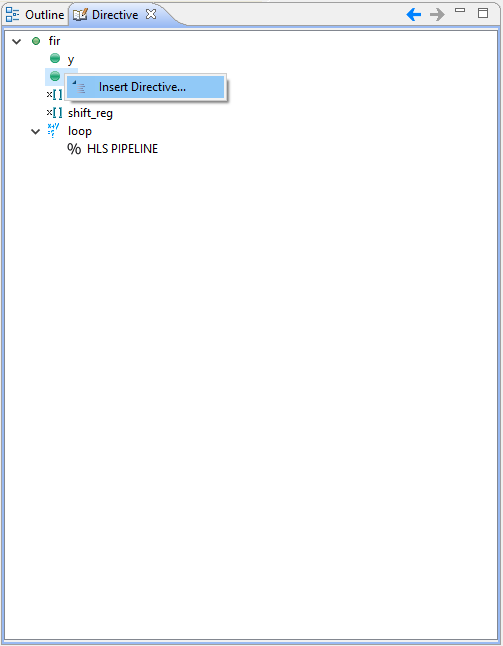 Outline Directive
fir
y
Insert Directive...
x[]
x[] shift_reg
x+y loop
% HLS PIPELINE